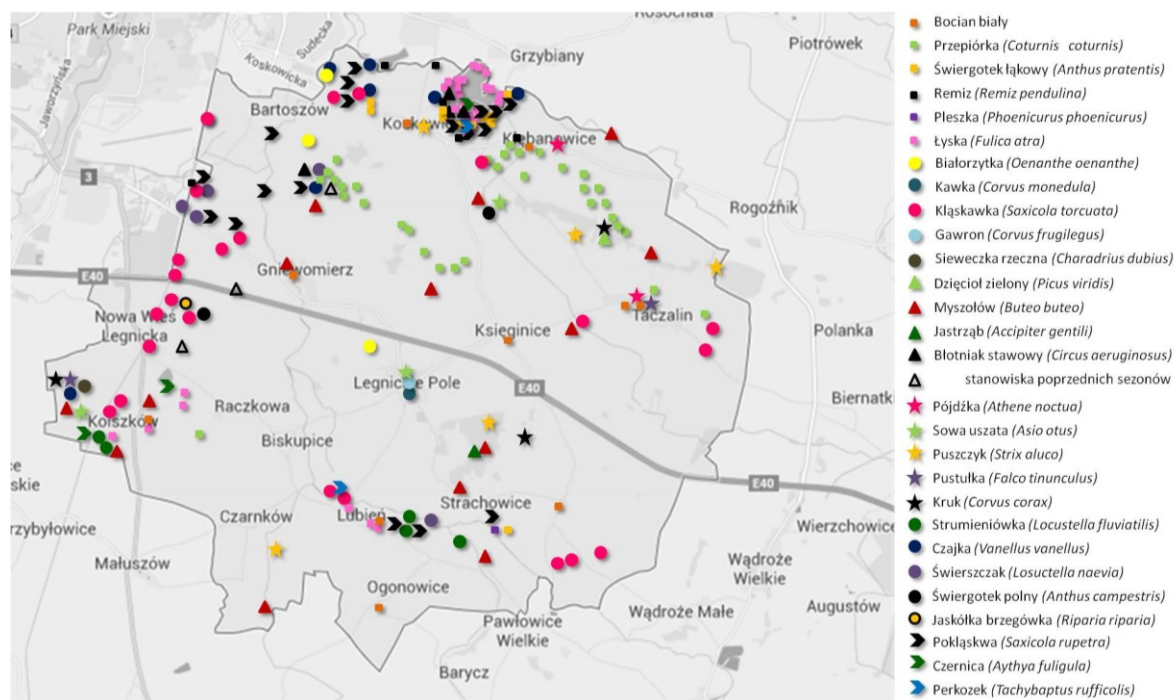 Park Miejski
Sudecka
Koskowicka
Jaworzyńska
Rosochata
Grzybiany
Piotrówek
Bartoszów
Kłebanowice
3
Rogoźnik
E40
Gniewomierz
Nowa Wieś
Legnicka
Księginice
Taczalin
Polanka
Legnickie Pole
E40
Biernatki
Raczkowa
Koiszków
Biskupice
skie
E40
Strachowice
Czarnków
Lubień
rzybyłowice
Wierzchowice
Małuszów
Wądroże
Wielkie
Ogonowice
Wądroże Małe
Augustów
Pawłowice
Wielkie
Barycz
Bocian biały
Przepiórka (Coturnis coturnis)
Świergotek łąkowy (Anthus pratentis)
Remiz (Remiz pendulina)
Pleszka (Phoenicurus phoenicurus)
Łyska (Fulica atra)
Białorzytka (Oenanthe oenanthe)
Kawka (Corvus monedula)
Kląskawka (Saxicola torcuata)
Gawron (Corvus frugilegus)
Sieweczka rzeczna (Charadrius dubius)
Dzięcioł zielony (Picus viridis)
Myszołów (Buteo buteo)
Jastrząb (Accipiter gentili)
Błotniak stawowy (Circus aeruginosus)
stanowiska poprzednich sezonów
Pójdźka (Athene noctua)
Sowa uszata (Asio otus)
Puszczyk (Strix aluco)
Pustułka (Falco tinunculus)
Kruk (Corvus corax)
Strumieniówka (Locustella fluviatilis)
Czajka (Vanellus vanellus)
Świerszczak (Losuctella naevia)
Świergotek polny (Anthus campestris)
Jaskółka brzegówka (Riparia riparia)
Pokląskwa (Saxicola rupetra)
Czernica (Aythya fuligula)
Perkozek (Tachybaptus rufficolis)